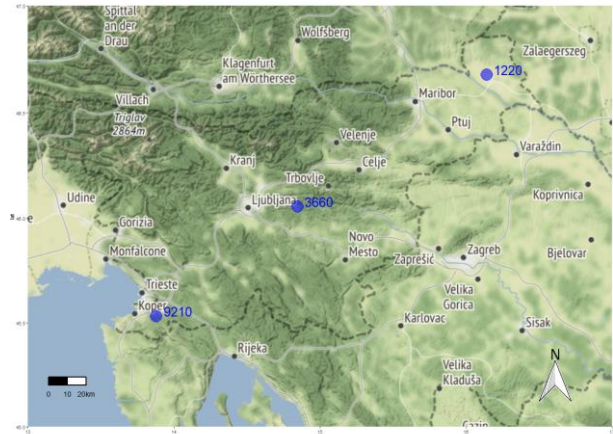 Spittal
an der
Drau
Wolfsberg
Zalaegerszeg
Klagenfurt
am Wörthersee
1220
Villach
Maribor
Triglav
2864m
Ptuj
Velenje
Varaždin
Kranj
Celje
Trbovlje
Koprivnica
Udine
Ljubljana
3660
Gorizia
Novo
Mesto
Zagreb
Bjelovar
Monfalcone
Zaprešić
Trieste
Velika
Gorica
Koper
9210
Karlovac
Sisak
Rijeka
Velika
Kladuša
N
0 10 20km